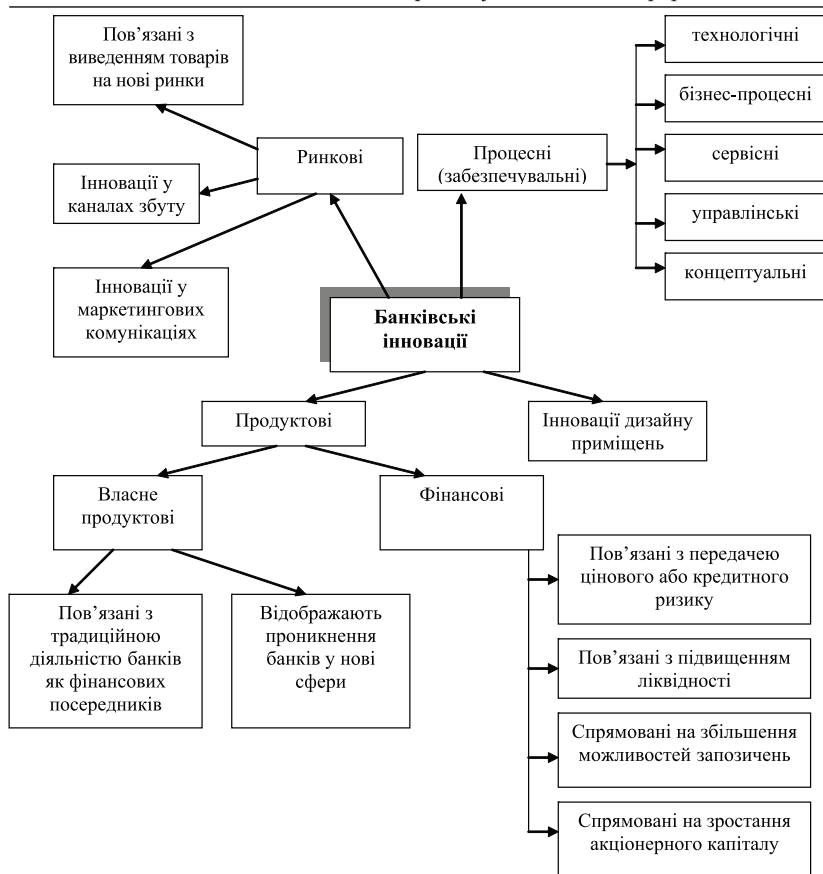 Пов’язані з
виведенням товарів
на нові ринки
Ринкові
Інновації у
каналах збуту
Інновації у
маркетингових
комунікаціях
Процесні
(забезпечувальні)
технологічні
бізнес-процесні
сервісні
управлінські
концептуальні
Банківські
інновації
Продуктові
Інновації дизайну
приміщень
Власне
продуктові
Фінансові
Пов’язані з
традиційною
діяльністю банків
як фінансових
посередників
Відображають
проникнення
банків у нові
сфери
Пов’язані з передачею
цінового або кредитного
ризику
Пов’язані з підвищенням
ліквідності
Спрямовані на збільшення
можливостей запозичень
Спрямовані на зростання
акціонерного капіталу